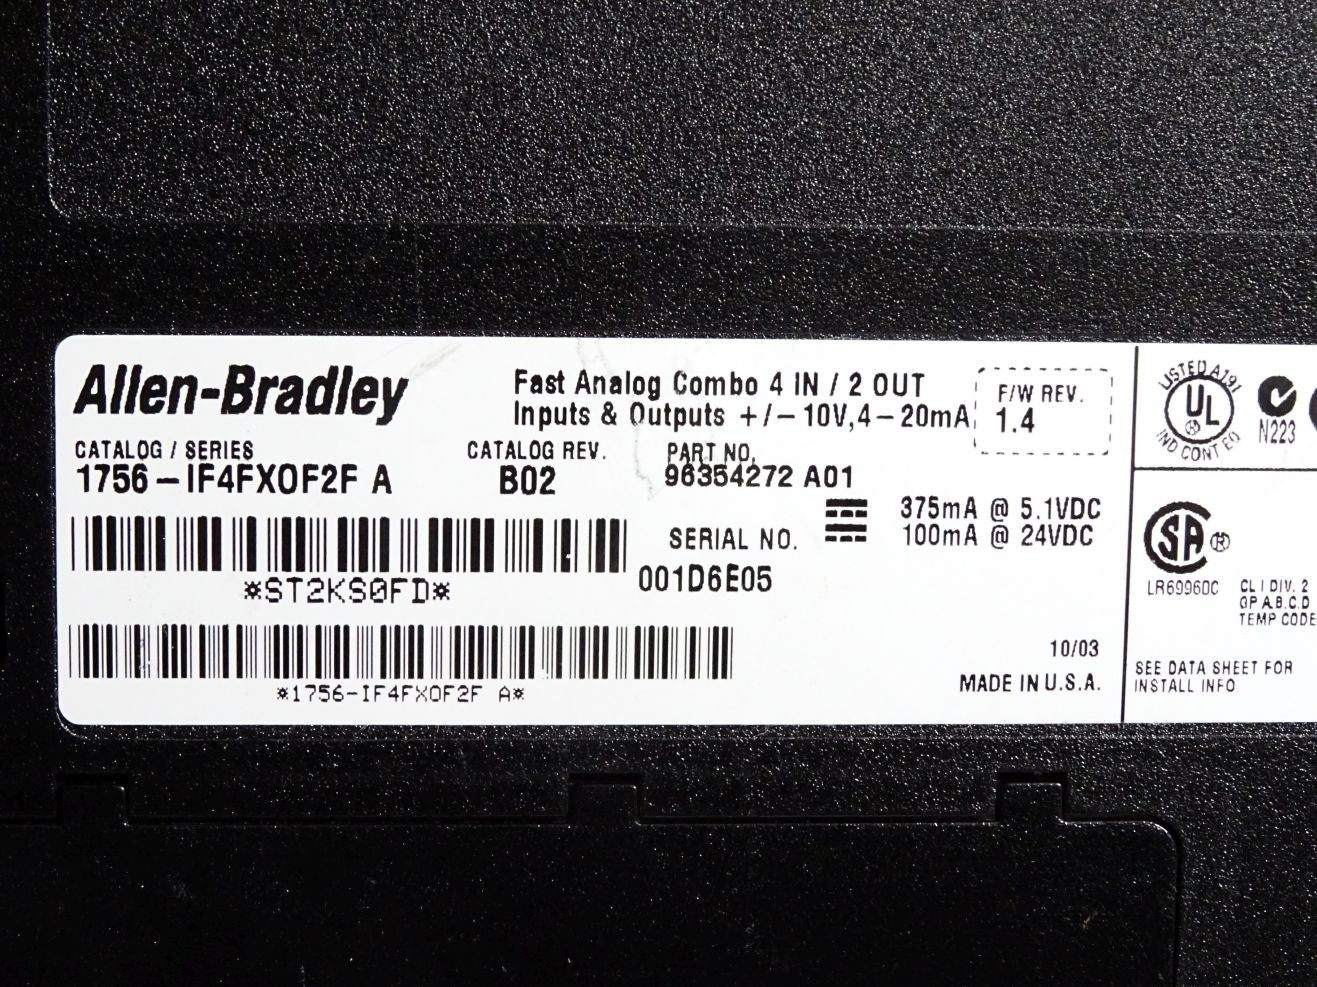 Allen-Bradley
Fast Analog Combo 4 IN / 2 OUT
Inputs & Outputs +/-10V,4-20mA
F/W REV.
1.4
CATALOG / SERIES
1756-IF4FXOF2F A
CATALOG REV.
B02
PART NO.
96354272 A01
375mA @ 5.1VDC
100mA @ 24VDC
SERIAL NO.
001D6E05
*ST2KS0FD*
*1756-IF4FXOF2F A*
10/03
MADE IN U.S.A.
LISTED A191
UL
IND CONT EQ
N223
SA
LR69960C
CL I DIV. 2
GP A.B.C.D
TEMP CODE
SEE DATA SHEET FOR
INSTALL INFO